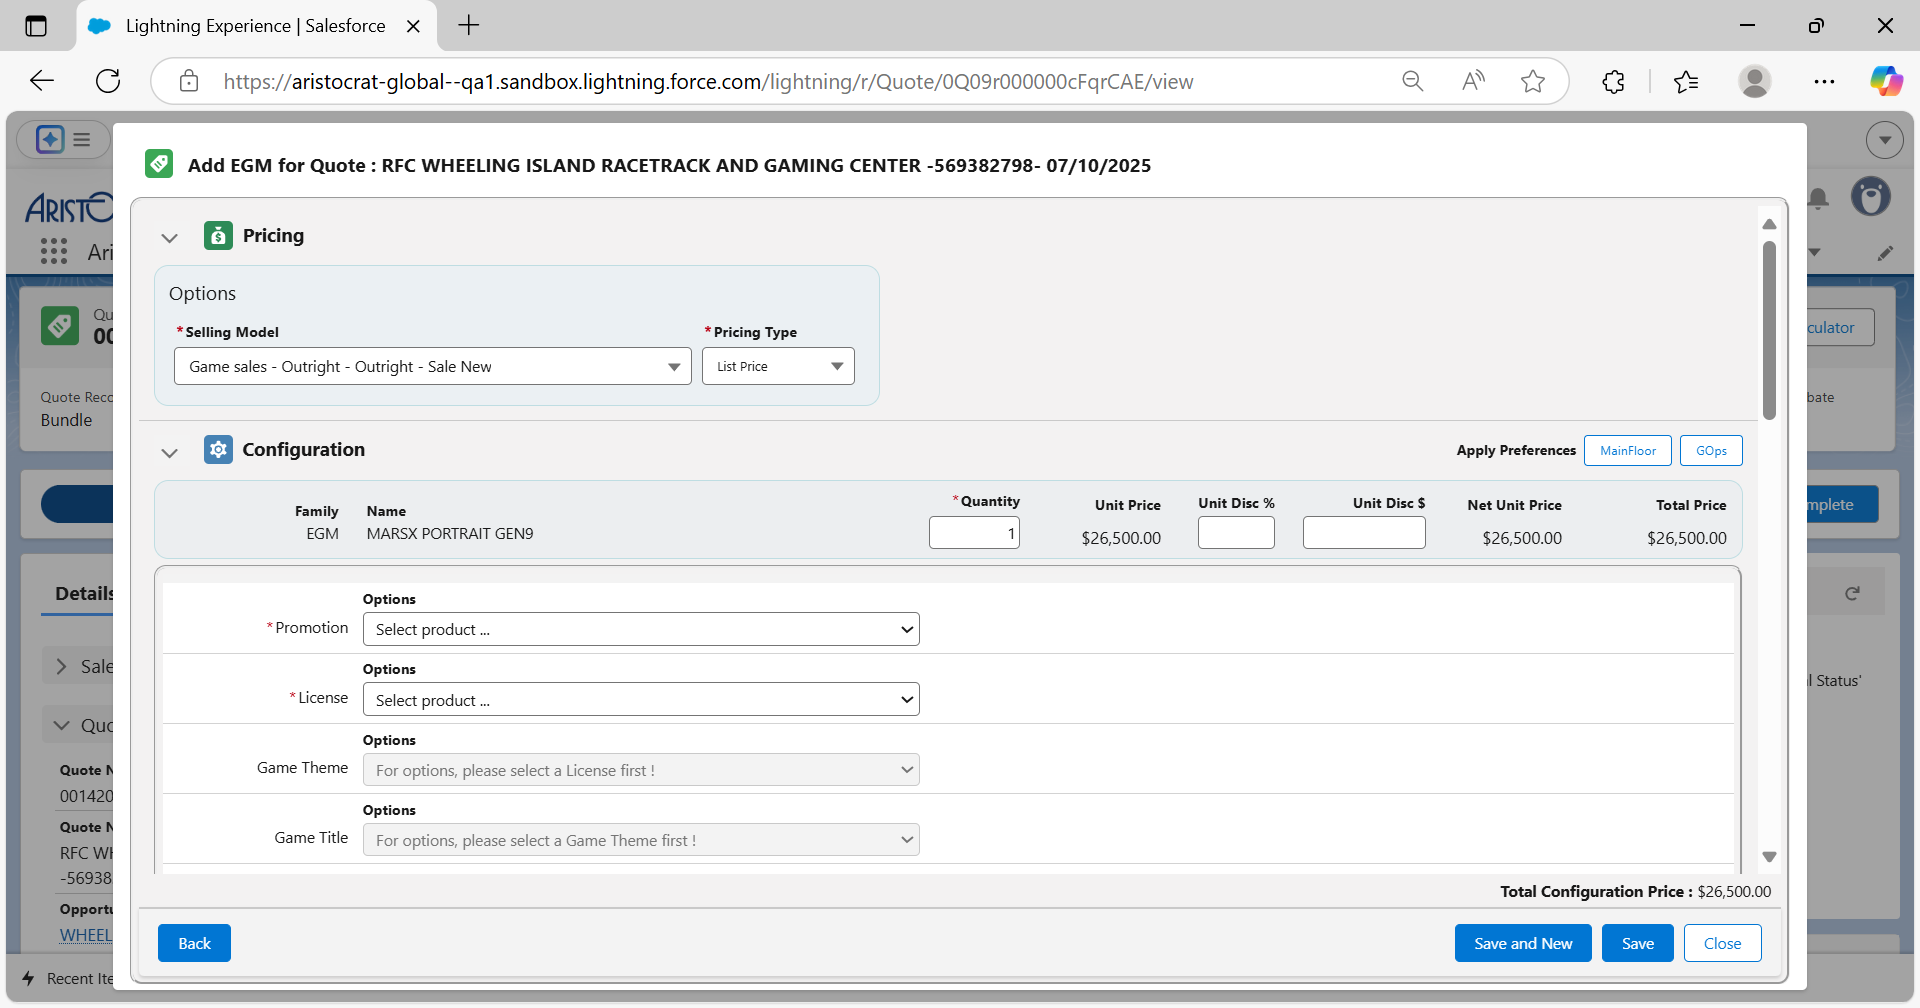 Lightning Experience | Salesforce
https://aristocrat-global--qa1.sandbox.lightning.force.com/lightning/r/Quote/0Q09r000000cFqrCAE/view
Add EGM for Quote : RFC WHEELING ISLAND RACETRACK AND GAMING CENTER -569382798- 07/10/2025
Pricing
Options
*Selling Model
*Pricing Type
Game sales - Outright - Outright - Sale New
List Price
Configuration
Apply Preferences
MainFloor
GOps
Family
Name
*Quantity
Unit Price
Unit Disc %
Unit Disc $
Net Unit Price
Total Price
EGM
MARSX PORTRAIT GEN9
1
$26,500.00
$26,500.00
$26,500.00
Options
*Promotion
Select product ...
Options
*License
Select product ...
Options
Game Theme
For options, please select a License first !
Options
Game Title
For options, please select a Game Theme first !
Total Configuration Price : $26,500.00
Back
Save and New
Save
Close
ARISTO
Ari
Qu
00
Quote Reco
Bundle
Details
Sale
Quo
Quote N
001420
Quote N
RFC WH
-56938
Opportu
WHEEL
Recent Ite
culator
bate
mplete
l Status'